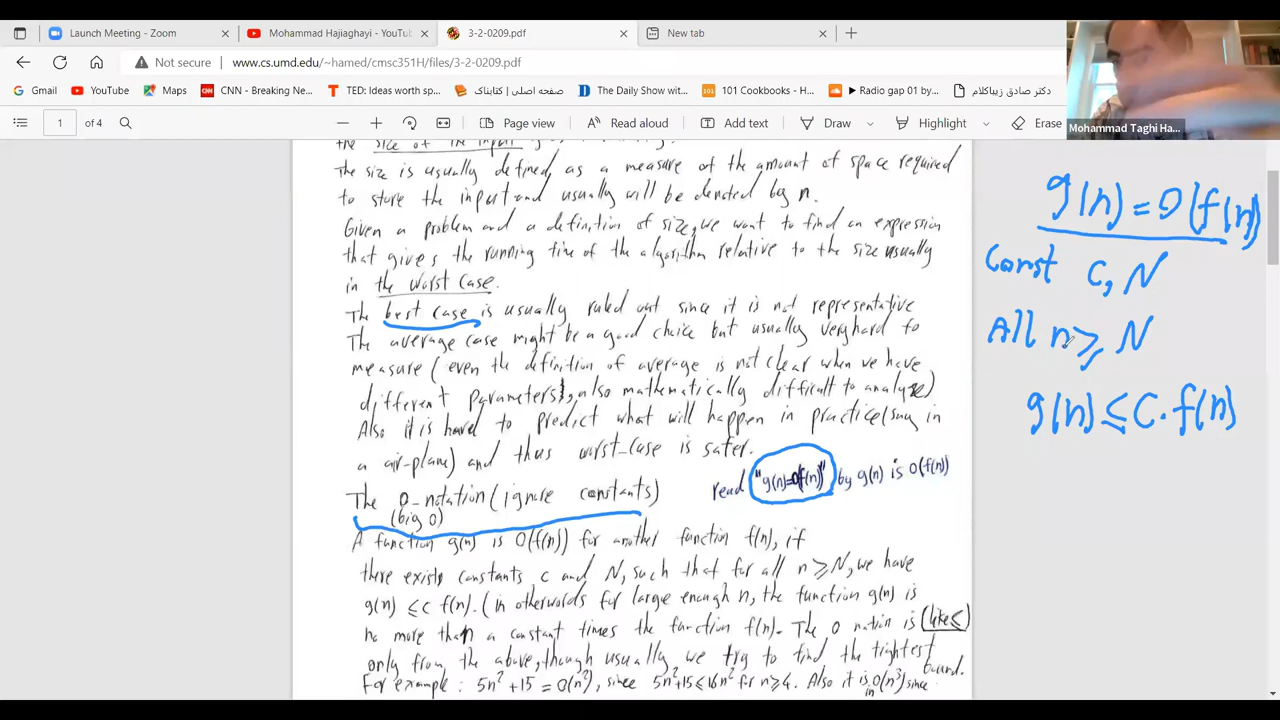 Launch Meeting - Zoom
Mohammad Hajiaghayi - YouTu
3-2-0209.pdf
New tab
Not secure
www.cs.umd.edu/~hamed/cmsc351H/files/3-2-0209.pdf
Gmail
YouTube
Maps
CNN - Breaking Ne...
TED: Ideas worth sp...
صفحه اصلی | کتابناک
The Daily Show wit...
101 Cookbooks - H...
Radio gap 01 by...
دکتر صادق زیباکلام
1 of 4
Page view
Read aloud
Add text
Draw
Highlight
Erase
Mohammad Taghi Ha...
the size of the input
The size is usually defined as a measure of the amount of space required
to store the input and usually will be denoted by n.
Given a problem and a definition of size, we want to find an expression
that gives the running time of the algorithm relative to the size usually
in the worst case.
The best case is usually ruled out since it is not representative
The average case might be a good choice but usually very hard to
measure (even the definition of average is not clear when we have
different parameters), also mathematically difficult to analyze)
Also it is hard to predict what will happen in practice (say in
a air-plane) and thus worst-case is safer.
The O-notation (ignore constants)
(big O)
read "g(n)=O(f(n))" by g(n) is O(f(n))
A function g(n) is O(f(n)) for another function f(n), if
there exists constants c and N, such that for all n ≥ N, we have
g(n) ≤ c f(n). (in otherwords for large enough n, the function g(n) is
no more than a constant times the function f(n). The O notation is (like ≤)
only from the above, though usually we try to find the tightest bound.
For example: 5n²+15 = O(n²), since 5n²+15 ≤ 16n² for n ≥ 4. Also it is in O(n³) since
g(n) = O(f(n))
Const C, N
All n ≥ N
g(n) ≤ C. f(n)